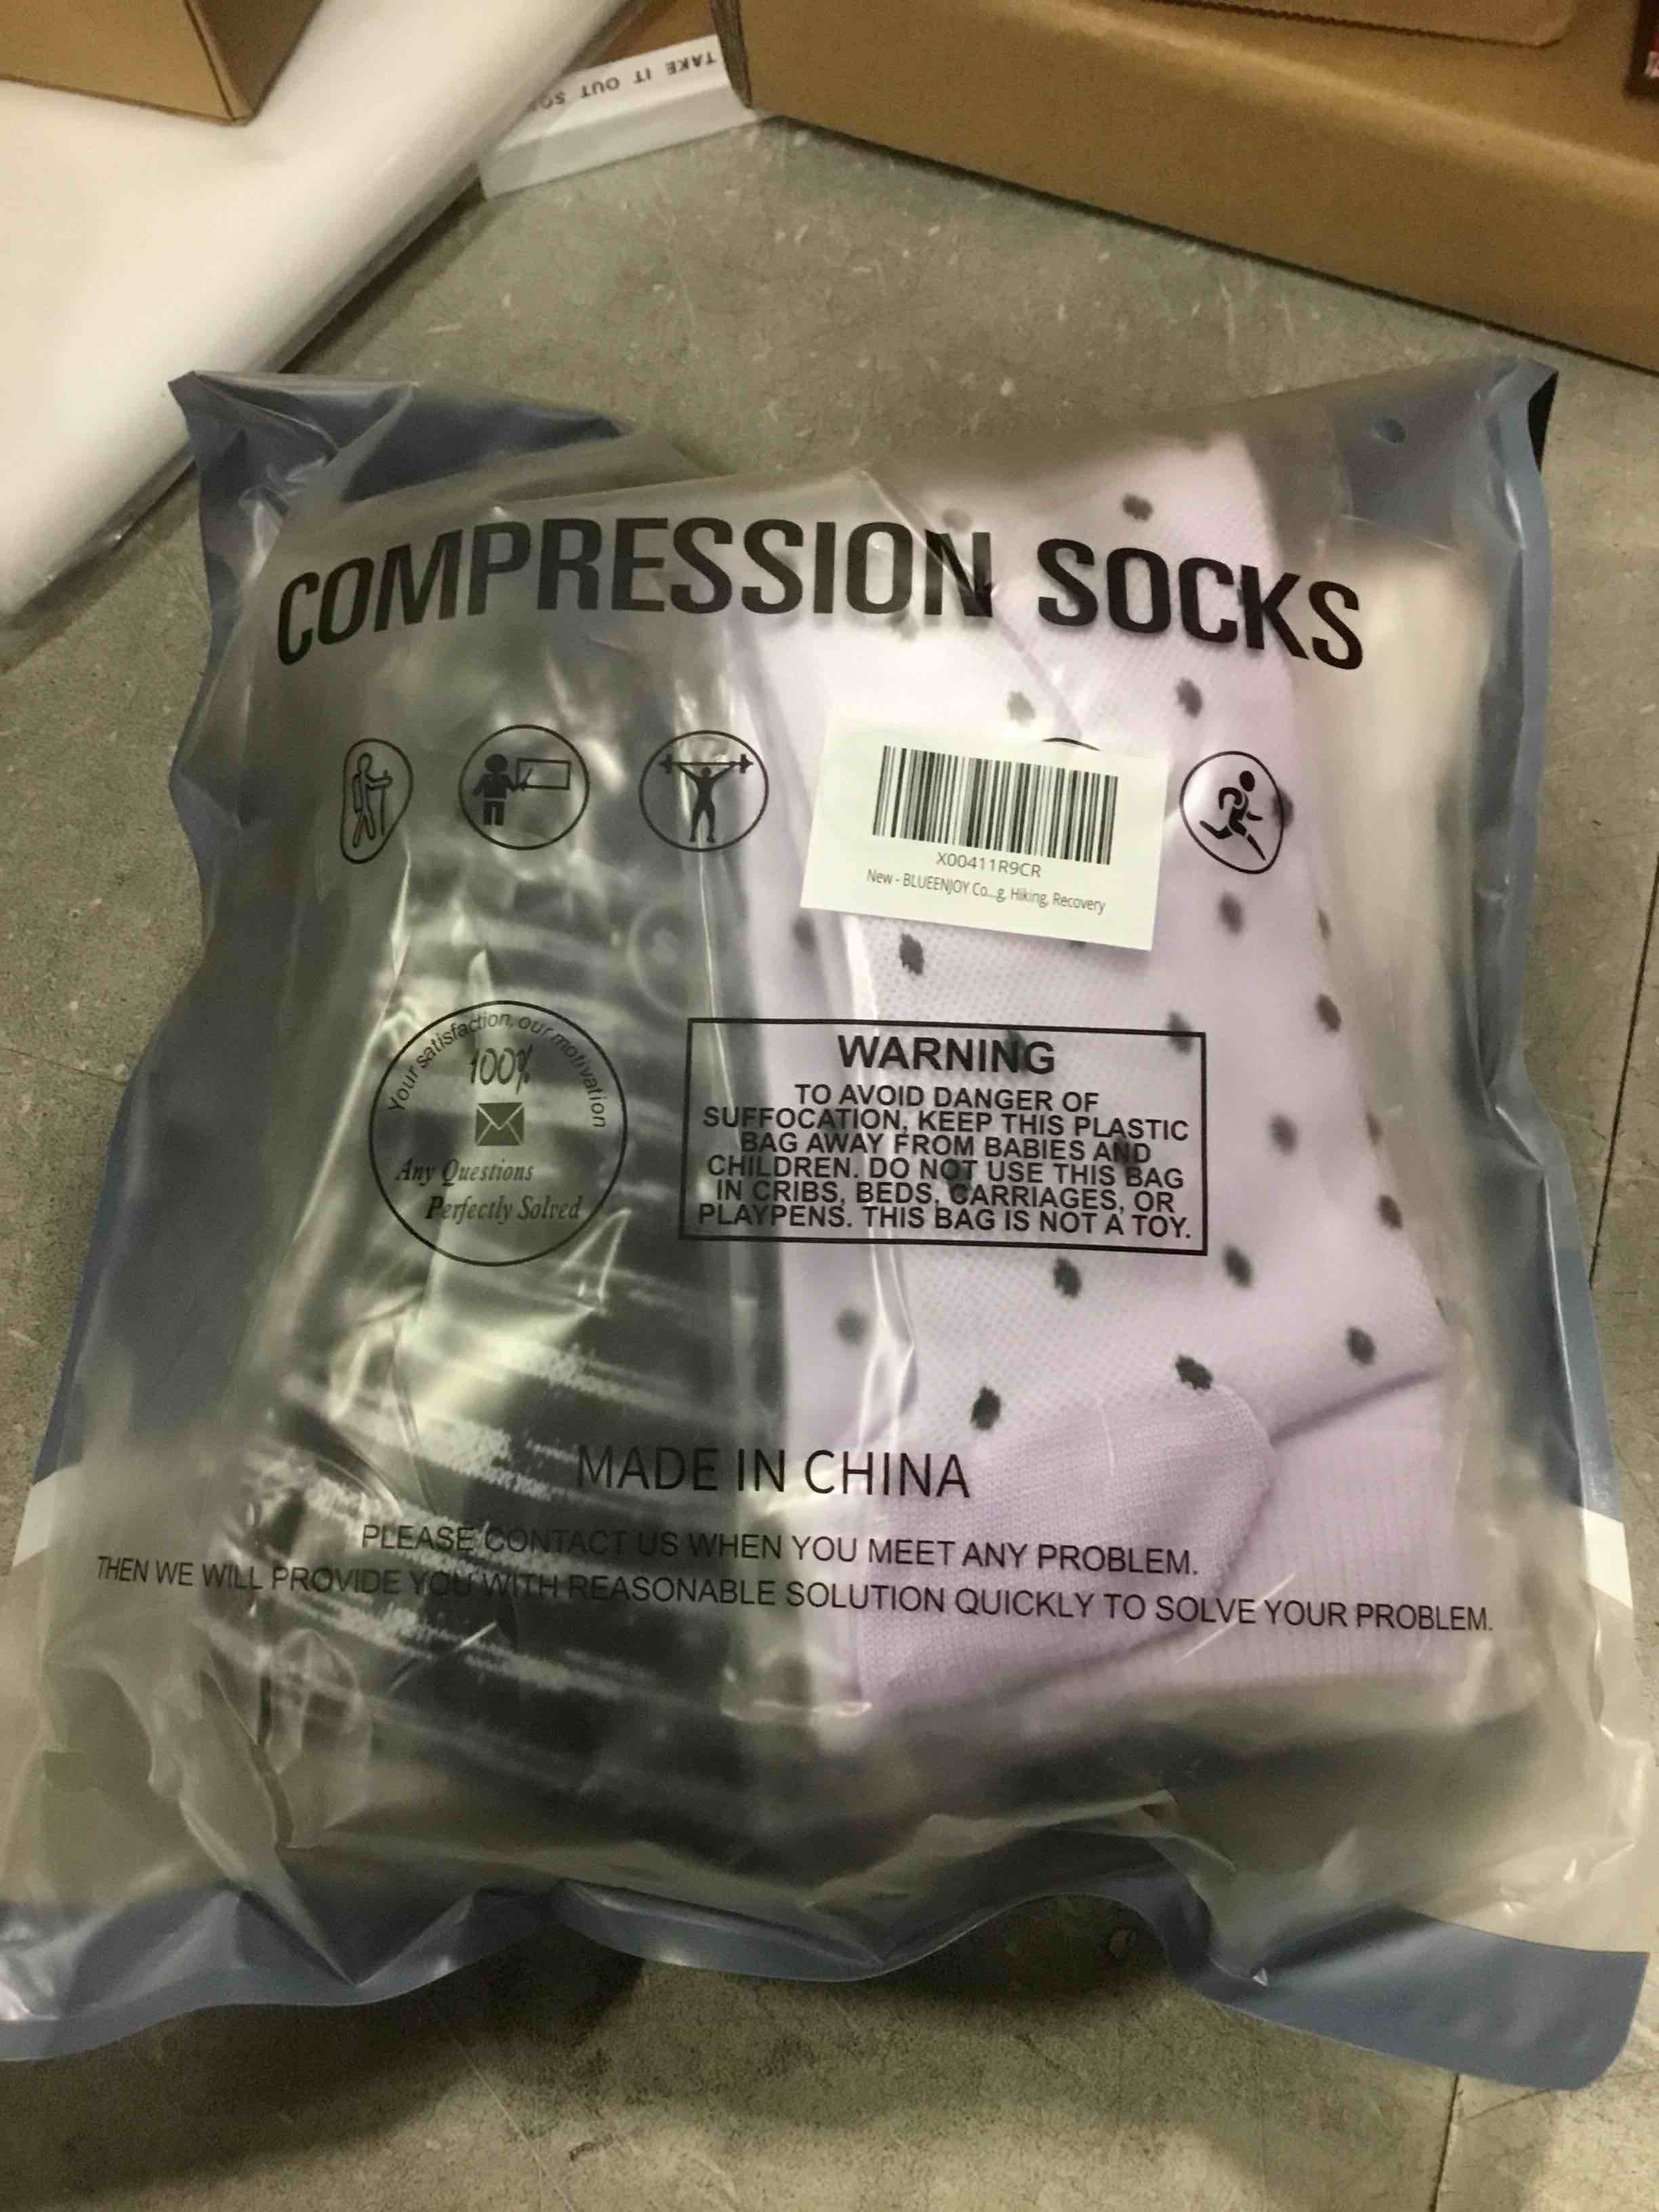 TAKE IT OUT
COMPRESSION SOCKS
X00411R9CR
New - BLUEENJOY Co...g, Hiking, Recovery
Your satisfaction, our motivation
100%
Any Questions
Perfectly Solved
WARNING
TO AVOID DANGER OF
SUFFOCATION, KEEP THIS PLASTIC
BAG AWAY FROM BABIES AND
CHILDREN. DO NOT USE THIS BAG
IN CRIBS, BEDS, CARRIAGES, OR
PLAYPENS. THIS BAG IS NOT A TOY.
MADE IN CHINA
PLEASE CONTACT US WHEN YOU MEET ANY PROBLEM.
THEN WE WILL PROVIDE YOU WITH REASONABLE SOLUTION QUICKLY TO SOLVE YOUR PROBLEM.